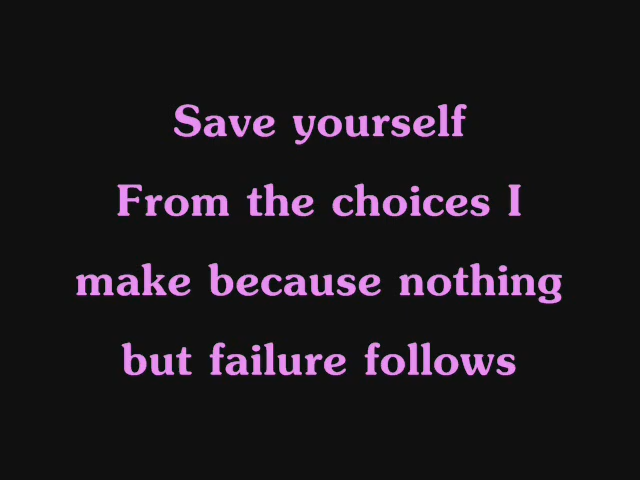 Save yourself
From the choices I
make because nothing
but failure follows